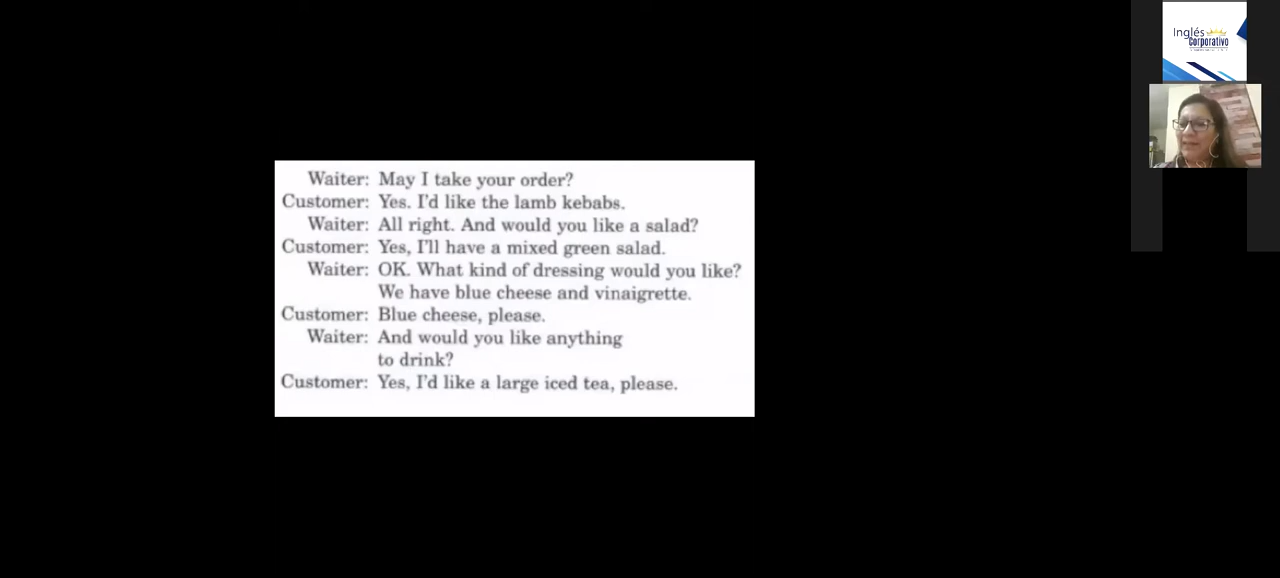 Inglés
Corporativo
Waiter: May I take your order?
Customer: Yes. I'd like the lamb kebabs.
Waiter: All right. And would you like a salad?
Customer: Yes, I'll have a mixed green salad.
Waiter: OK. What kind of dressing would you like?
We have blue cheese and vinaigrette.
Customer: Blue cheese, please.
Waiter: And would you like anything
to drink?
Customer: Yes, I'd like a large iced tea, please.